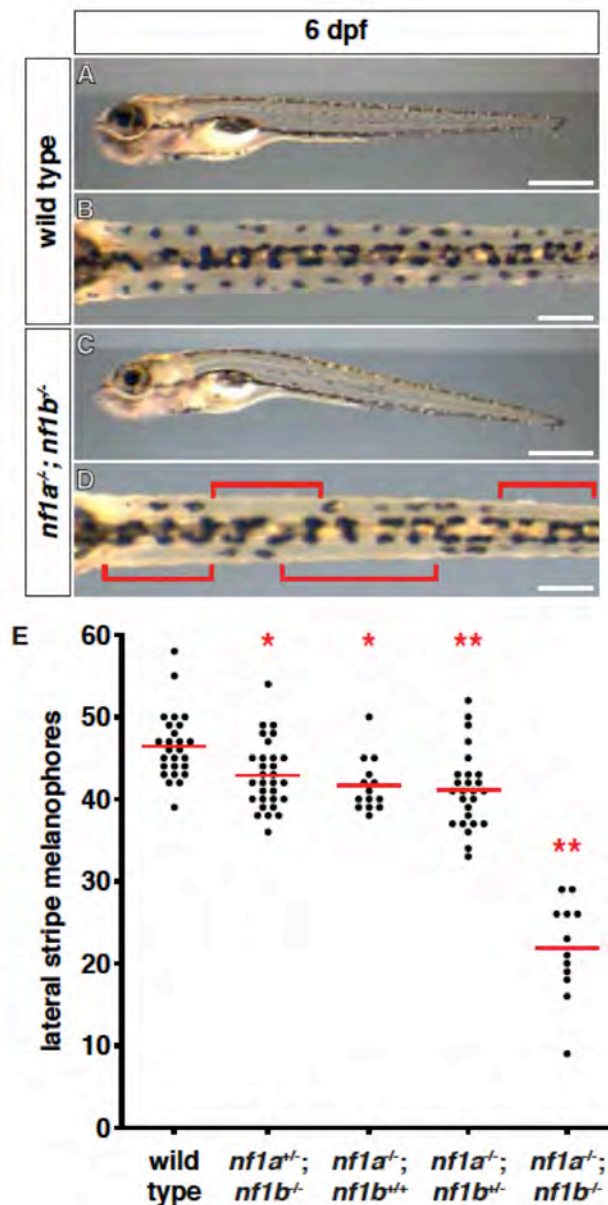 6 dpf
wild type
A
B
nf1a-/-; nf1b-/-
C
D
E
lateral stripe melanophores
60
50
40
30
20
10
0
*
*
**
**
wild type
nf1a+/-; nf1b-/-
nf1a-/-; nf1b+/+
nf1a-/-; nf1b+/-
nf1a-/-; nf1b-/-